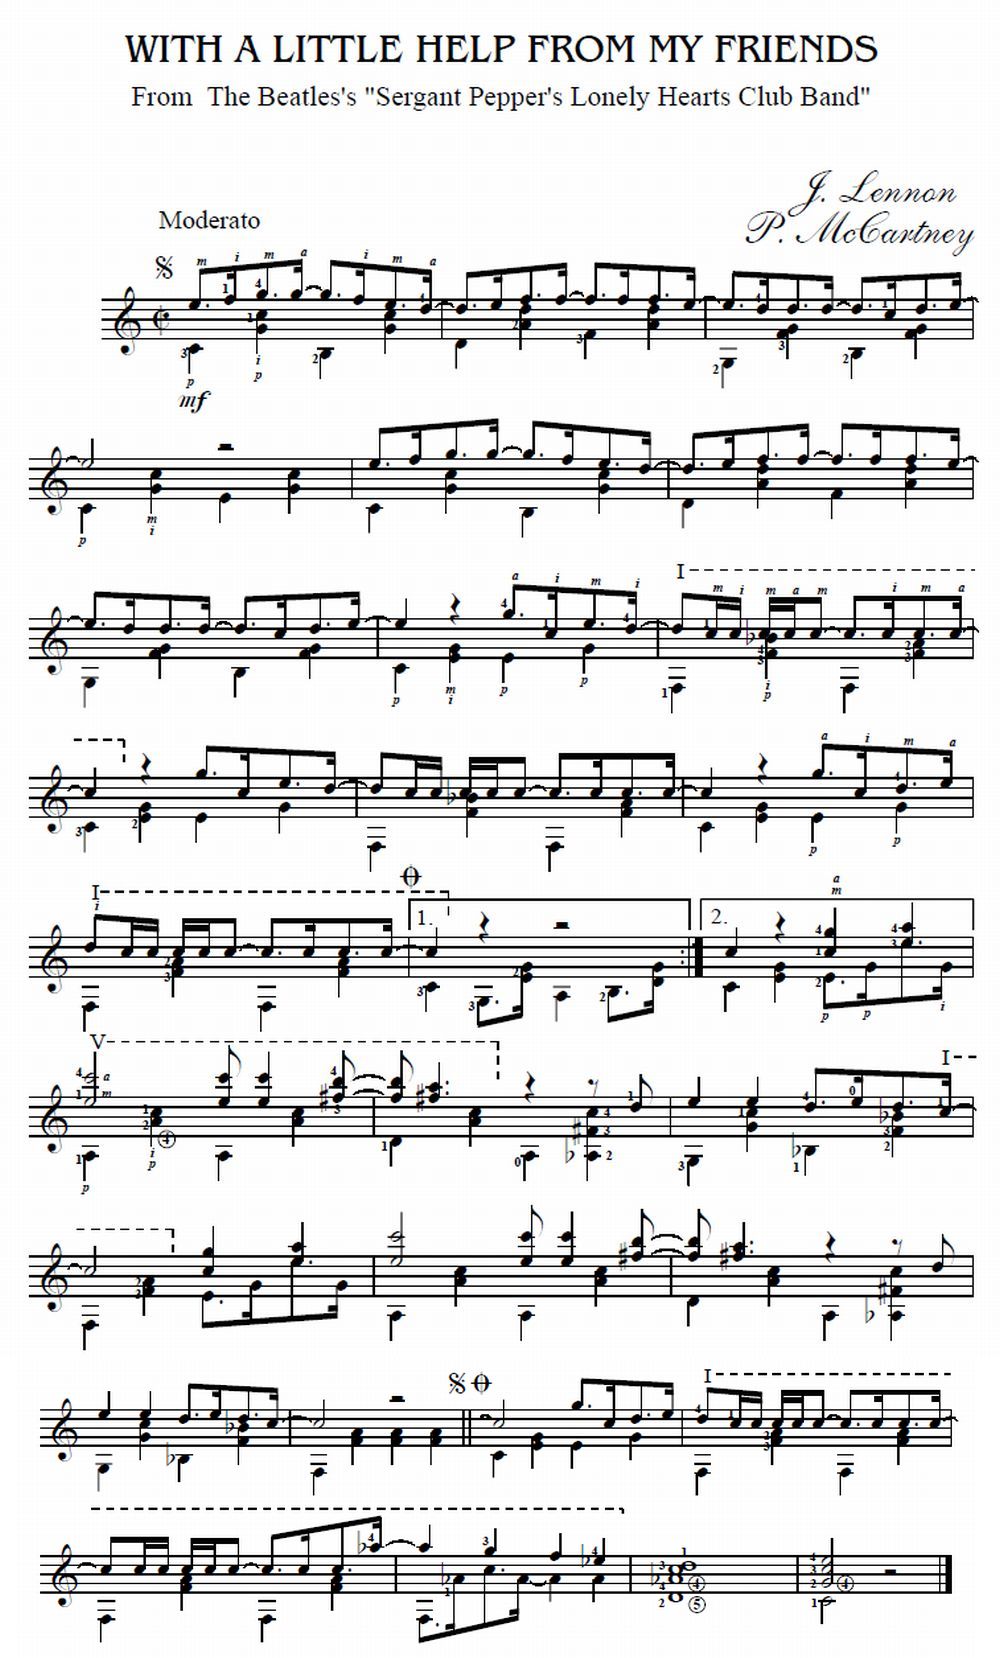 WITH A LITTLE HELP FROM MY FRIENDS
From The Beatles's "Sergant Pepper's Lonely Hearts Club Band"
J. Lennon
P. McCartney
Moderato
m i m a i m a
p i p
mf
p m i
a i m i
I
m i m a m i m a
p m i p p i p
a i m a
p p
I
i
1.
2.
a m
p p i
V
a m
i p
p
I
I